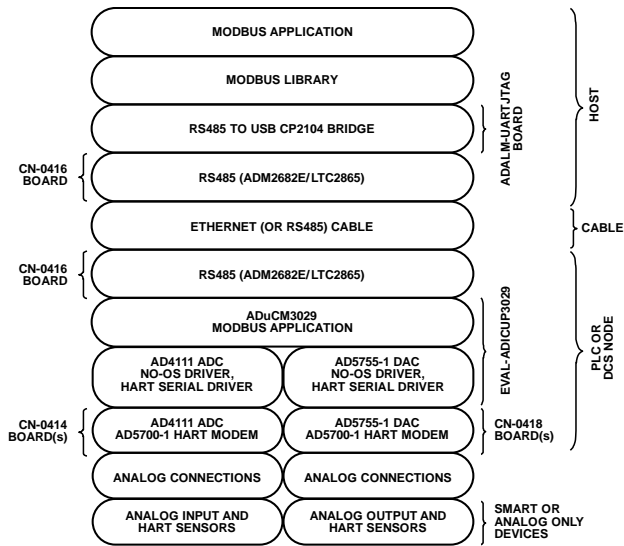 MODBUS APPLICATION
MODBUS LIBRARY
RS485 TO USB CP2104 BRIDGE
ADALM-UARTJTAG
BOARD
HOST
CN-0416
BOARD
RS485 (ADM2682E/LTC2865)
ETHERNET (OR RS485) CABLE
CABLE
CN-0416
BOARD
RS485 (ADM2682E/LTC2865)
ADuCM3029
MODBUS APPLICATION
EVAL-ADICUP3029
PLC OR
DCS NODE
AD4111 ADC
NO-OS DRIVER,
HART SERIAL DRIVER
AD5755-1 DAC
NO-OS DRIVER,
HART SERIAL DRIVER
CN-0414
BOARD(s)
AD4111 ADC
AD5700-1 HART MODEM
AD5755-1 DAC
AD5700-1 HART MODEM
CN-0418
BOARD(s)
ANALOG CONNECTIONS
ANALOG CONNECTIONS
ANALOG INPUT AND
HART SENSORS
ANALOG OUTPUT AND
HART SENSORS
SMART OR
ANALOG ONLY
DEVICES